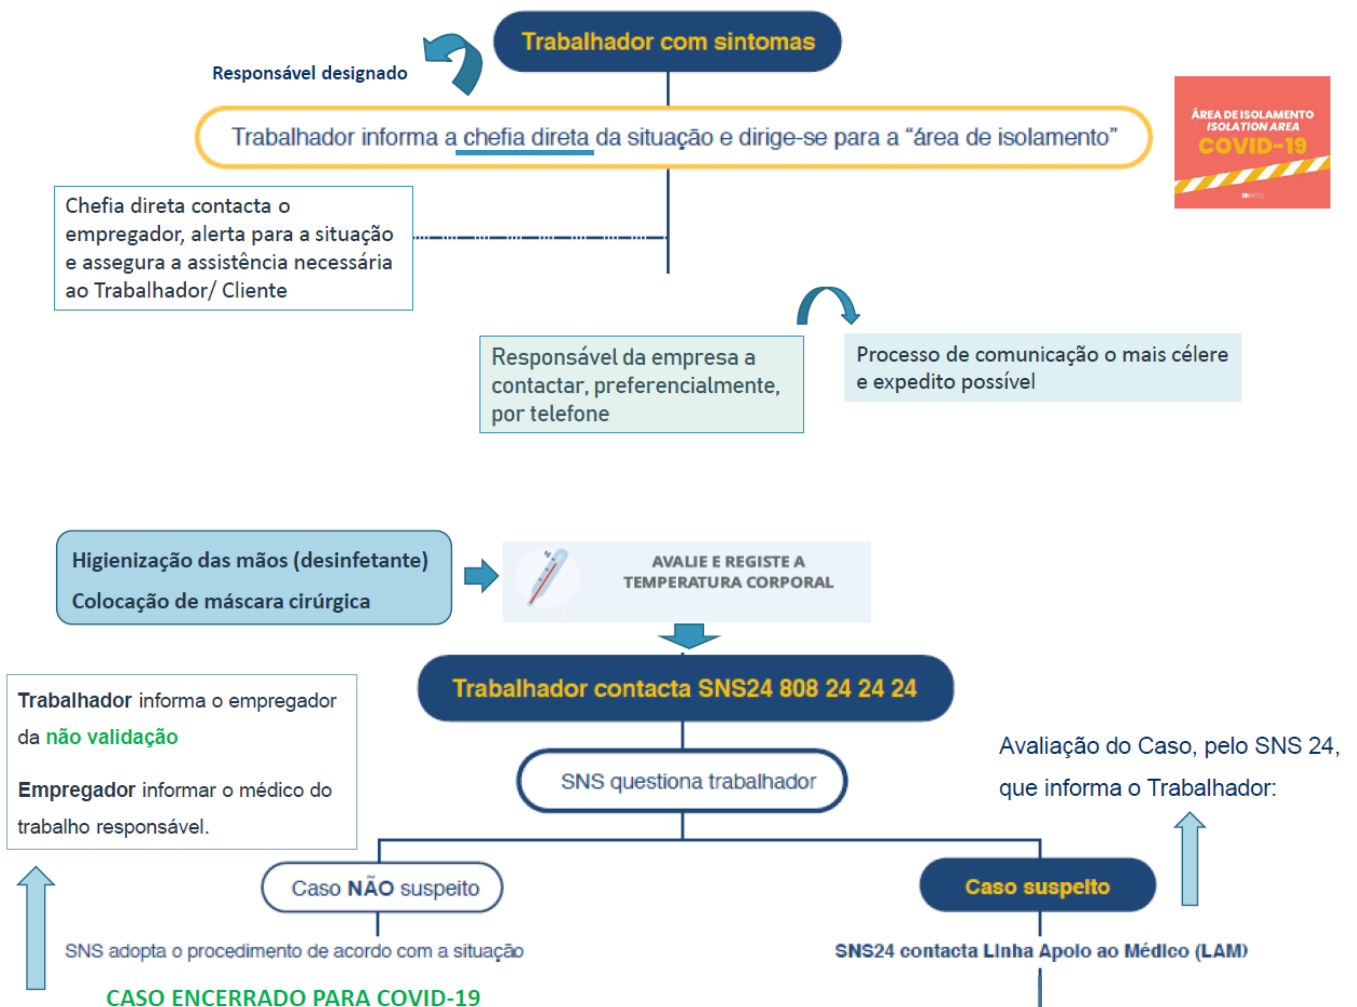 Trabalhador com sintomas
Responsável designado
Trabalhador informa a chefia direta da situação e dirige-se para a “área de isolamento”
ÁREA DE ISOLAMENTO
ISOLATION AREA
COVID-19
Chefia direta contacta o
empregador, alerta para a situação
e assegura a assistência necessária
ao Trabalhador/ Cliente
Responsável da empresa a
contactar, preferencialmente,
por telefone
Processo de comunicação o mais célere
e expedito possível
Higienização das mãos (desinfetante)
Colocação de máscara cirúrgica
AVALIE E REGISTE A
TEMPERATURA CORPORAL
Trabalhador contacta SNS24 808 24 24 24
Trabalhador informa o empregador
da não validação
Empregador informar o médico do
trabalho responsável.
SNS questiona trabalhador
Avaliação do Caso, pelo SNS 24,
que informa o Trabalhador:
Caso NÃO suspeito
Caso suspeito
SNS adopta o procedimento de acordo com a situação
SNS24 contacta Linha Apoio ao Médico (LAM)
CASO ENCERRADO PARA COVID-19